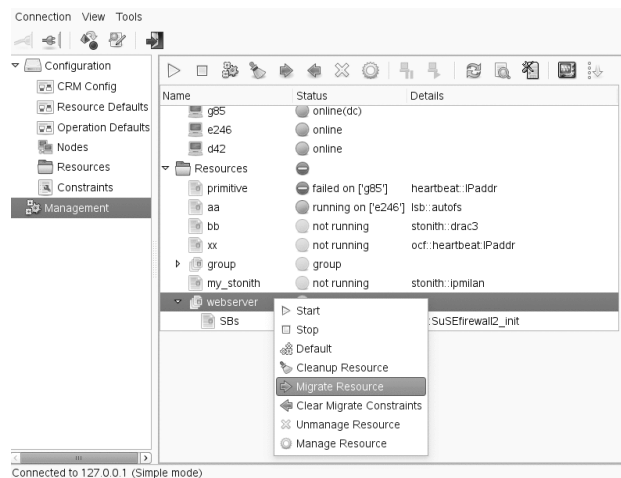 Connection View Tools
Configuration
CRM Config
Resource Defaults
Operation Defaults
Nodes
Resources
Constraints
Management
Name Status Details
g85 online(dc)
e246 online
d42 online
Resources
primitive failed on ['g85'] heartbeat::IPaddr
aa running on ['e246'] lsb::autofs
bb not running stonith::drac3
xx not running ocf::heartbeat:IPaddr
group group
my_stonith not running stonith::ipmilan
webserver
SBs :SuSEfirewall2_init
Start
Stop
Default
Cleanup Resource
Migrate Resource
Clear Migrate Constraints
Unmanage Resource
Manage Resource
Connected to 127.0.0.1 (Simple mode)